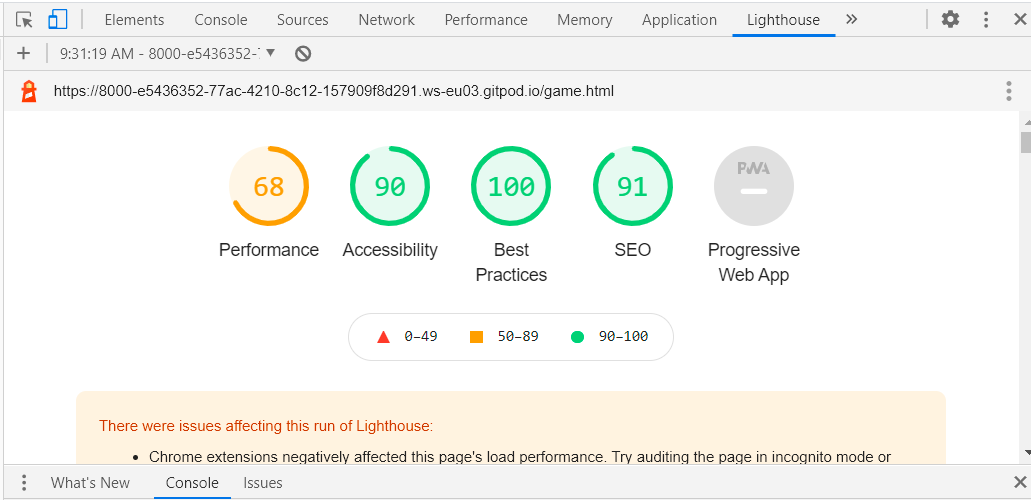 Elements Console Sources Network Performance Memory Application Lighthouse »
9:31:19 AM - 8000-e5436352-7
https://8000-e5436352-77ac-4210-8c12-157909f8d291.ws-eu03.gitpod.io/game.html
68 90 100 91 PWA
Performance Accessibility Best Practices SEO Progressive Web App
0–49 50–89 90–100
There were issues affecting this run of Lighthouse:
• Chrome extensions negatively affected this page's load performance. Try auditing the page in incognito mode or
What's New Console Issues